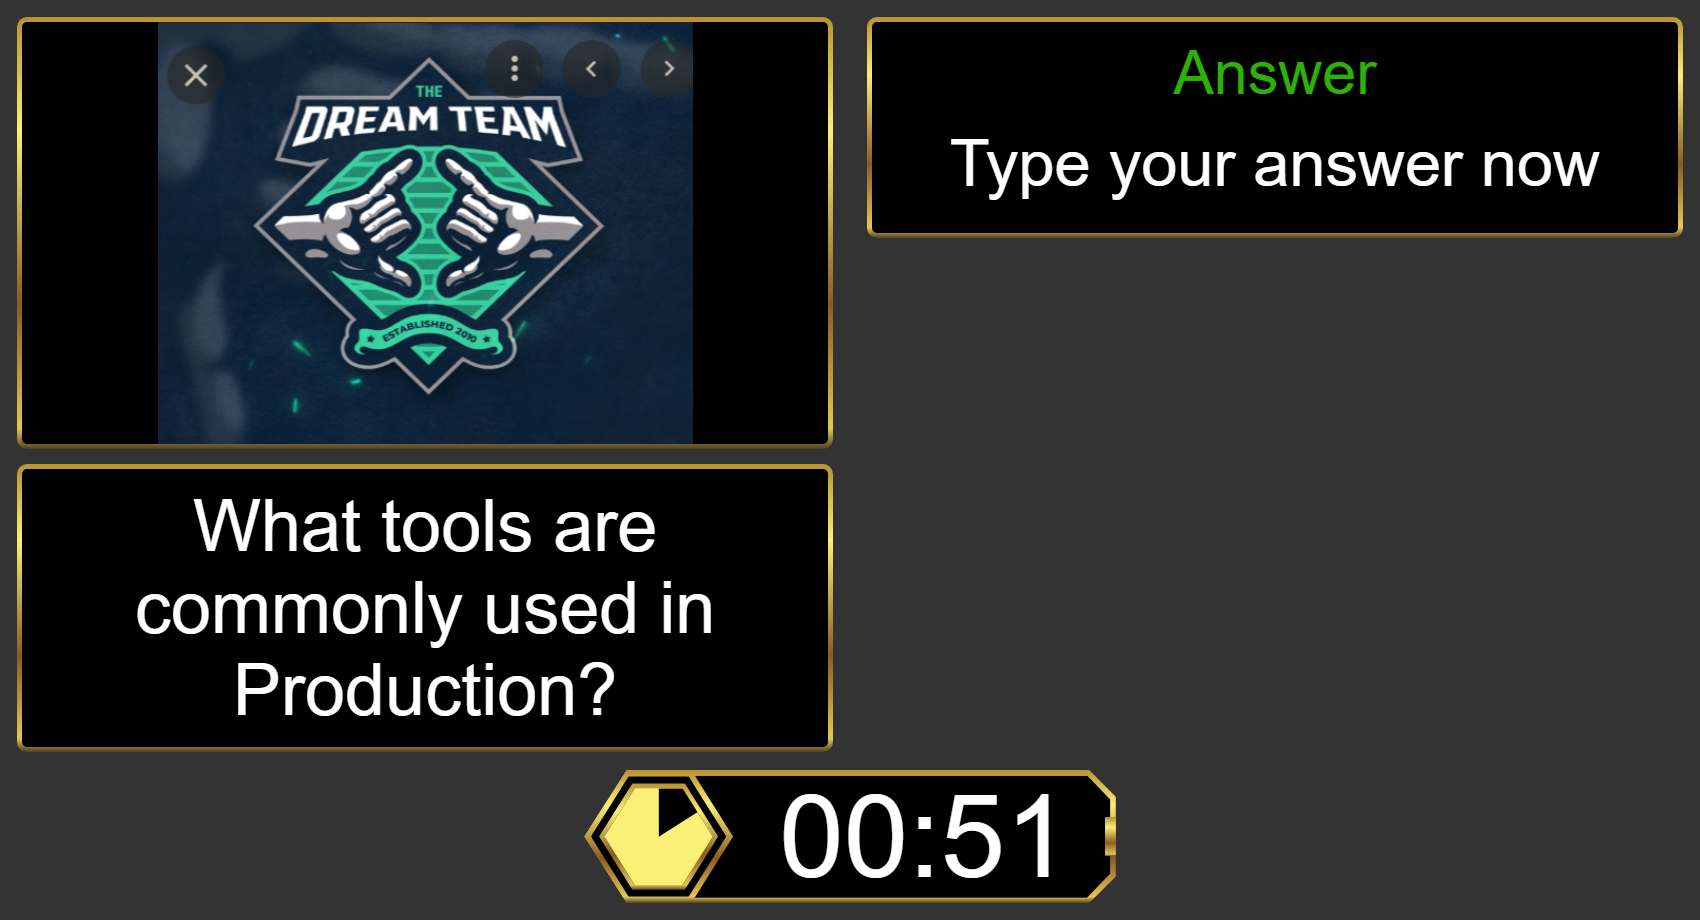 THE
DREAM TEAM
ESTABLISHED 2010
What tools are
commonly used in
Production?
Answer
Type your answer now
00:51